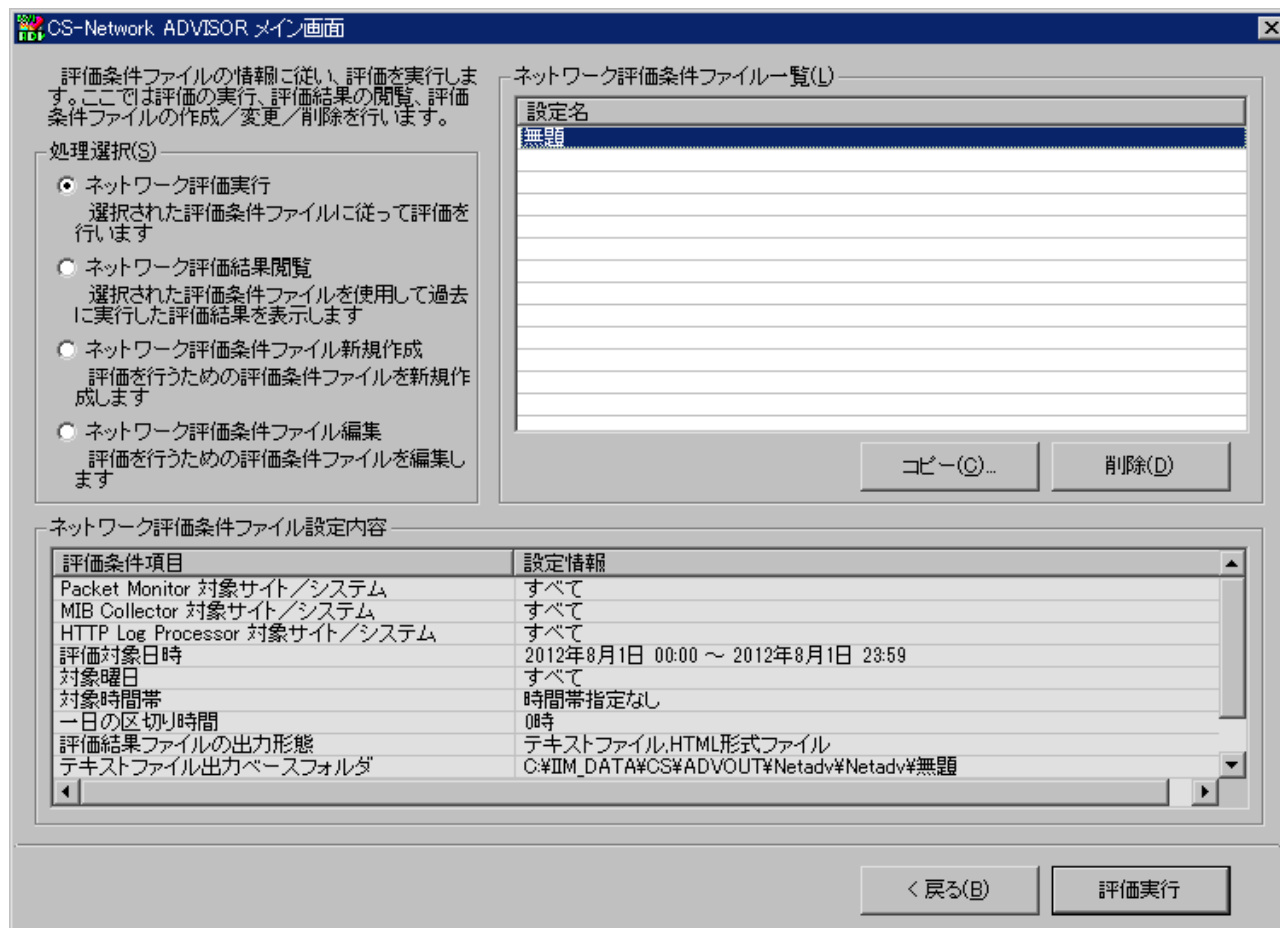 CS-Network ADVISOR メイン画面
評価条件ファイルの情報に従い、評価を実行しま
す。ここでは評価の実行、評価結果の閲覧、評価
条件ファイルの作成／変更／削除を行います。
処理選択(S)
ネットワーク評価実行
選択された評価条件ファイルに従って評価を
行います
ネットワーク評価結果閲覧
選択された評価条件ファイルを使用して過去
に実行した評価結果を表示します
ネットワーク評価条件ファイル新規作成
評価を行うための評価条件ファイルを新規作
成します
ネットワーク評価条件ファイル編集
評価を行うための評価条件ファイルを編集し
ます
ネットワーク評価条件ファイル一覧(L)
設定名
無題
コピー(C)... 削除(D)
ネットワーク評価条件ファイル設定内容
評価条件項目 設定情報
Packet Monitor 対象サイト／システム すべて
MIB Collector 対象サイト／システム すべて
HTTP Log Processor 対象サイト／システム すべて
評価対象日時 2012年8月1日 00:00 ～ 2012年8月1日 23:59
対象曜日 すべて
対象時間帯 時間帯指定なし
一日の区切り時間 0時
評価結果ファイルの出力形態 テキストファイル,HTML形式ファイル
テキストファイル出力ベースフォルダ C:¥IIM_DATA¥CS¥ADVOUT¥Netadv¥Netadv¥無題
< 戻る(B) 評価実行